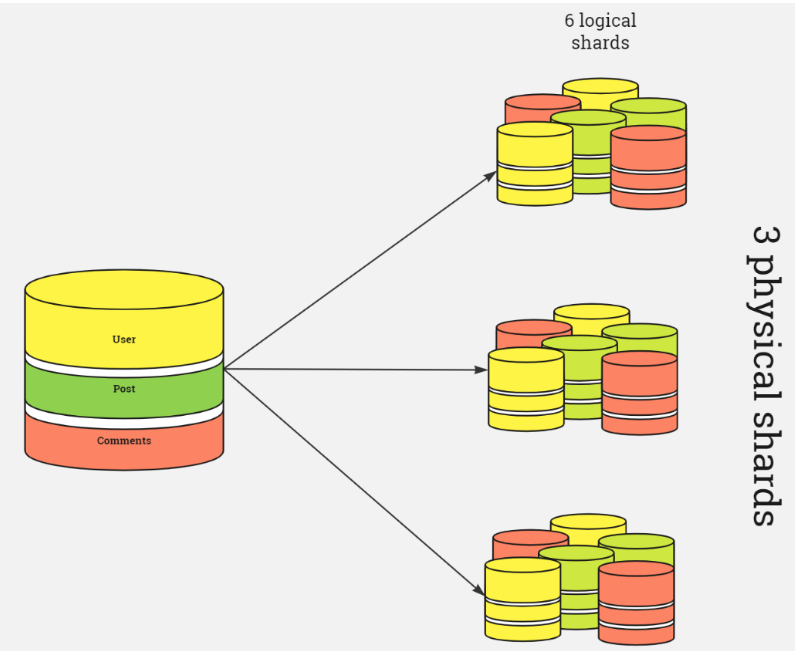 6 logical
shards
User
Post
Comments
3 physical shards